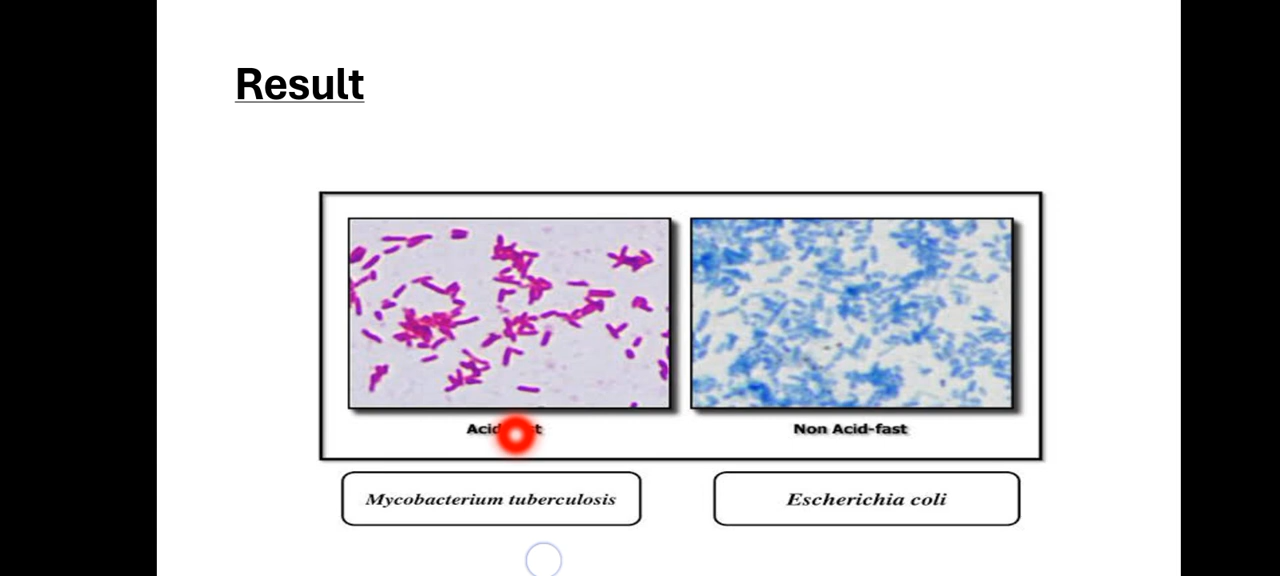 Result
Non Acid-fast
Mycobacterium tuberculosis
Escherichia coli